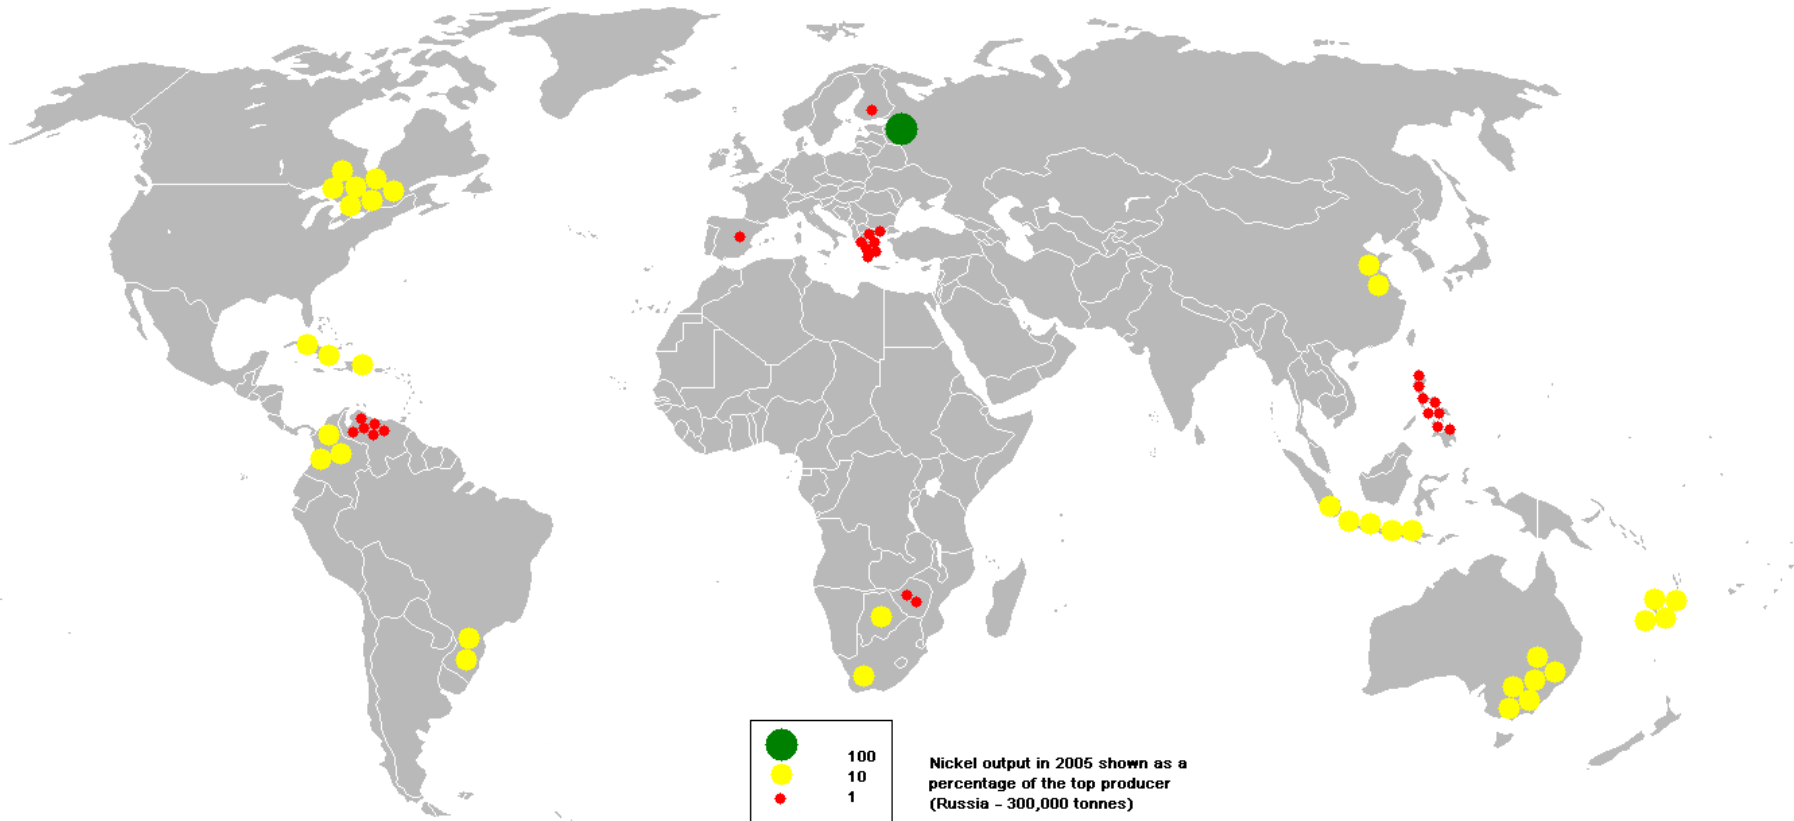 100
10
1
Nickel output in 2005 shown as a
percentage of the top producer
(Russia - 300,000 tonnes)